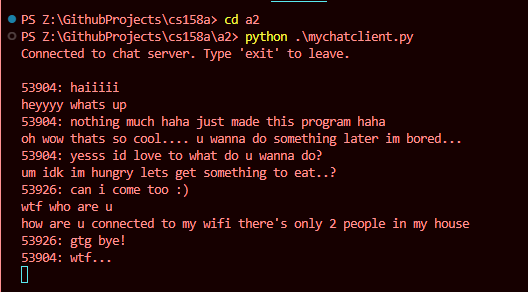 PS Z:\GithubProjects\cs158a> cd a2
PS Z:\GithubProjects\cs158a\a2> python .\mychatclient.py
Connected to chat server. Type 'exit' to leave.
53904: haiiiii
heyyyy whats up
53904: nothing much haha just made this program haha
oh wow thats so cool.... u wanna do something later im bored...
53904: yesss id love to what do u wanna do?
um idk im hungry lets get something to eat..?
53926: can i come too :)
wtf who are u
how are u connected to my wifi there's only 2 people in my house
53926: gtg bye!
53904: wtf...